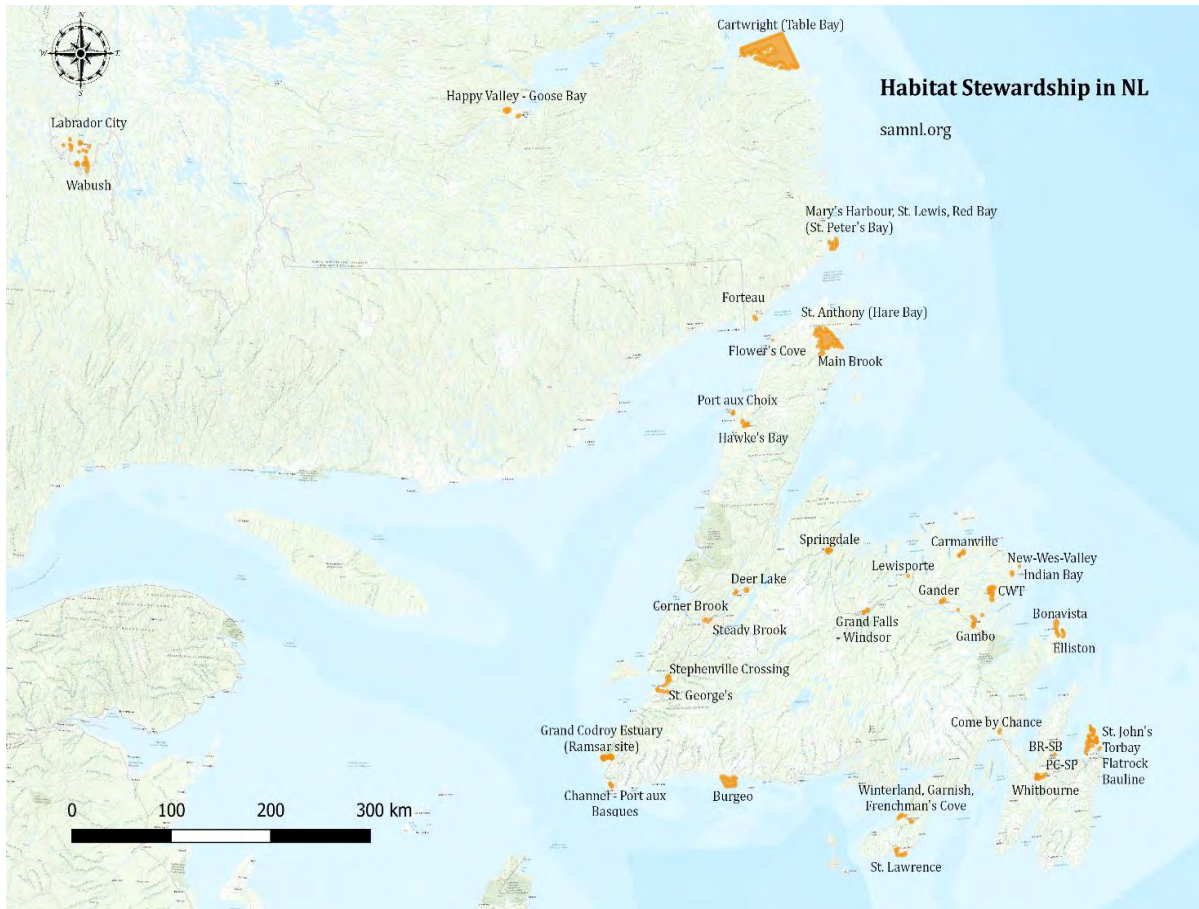 Cartwright (Table Bay)
N
W
S
Habitat Stewardship in NL
samnl.org
Happy Valley - Goose Bay
Labrador City
Wabush
Mary's Harbour, St. Lewis, Red Bay
(St. Peter's Bay)
Forteau
St. Anthony (Hare Bay)
Flower's Cove
Main Brook
Port aux Choix
Hawke's Bay
Springdale
Carmanville
Lewisporte
New-Wes-Valley
Indian Bay
Deer Lake
Gander
CWT
Corner Brook
Steady Brook
Grand Falls
- Windsor
Gambo
Bonavista
Elliston
Stephenville Crossing
St. George's
Grand Codroy Estuary
(Ramsar site)
Come by Chance
BR-SB
PC-SP
Whitbourne
St. John's
Torbay
Flatrock
Bauline
Channel - Port aux
Basques
Burgeo
Winterland, Garnish,
Frenchman's Cove
St. Lawrence
0 100 200 300 km